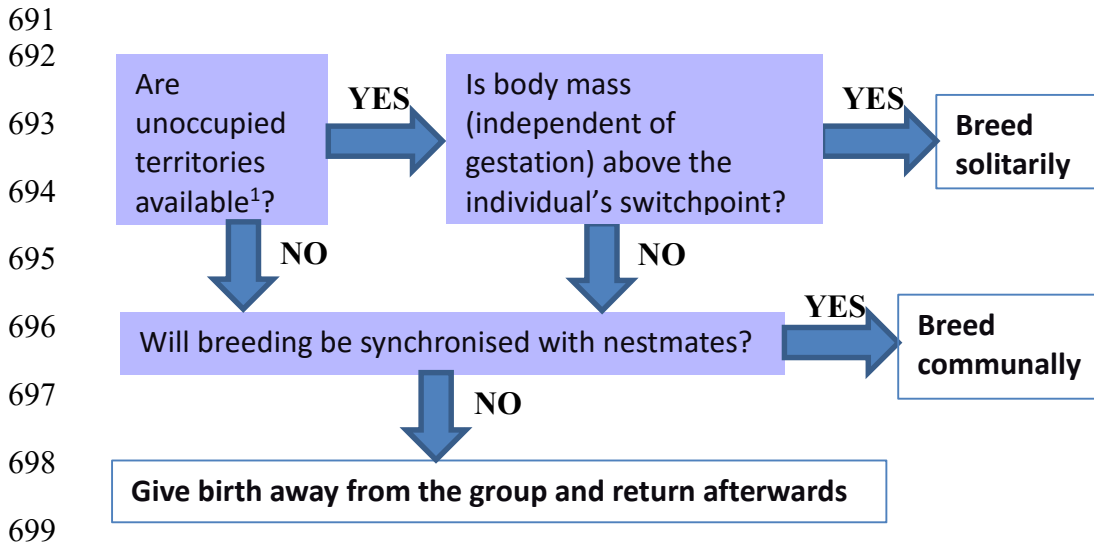 691
692
Are
unoccupied
territories
available¹?
YES
Is body mass
(independent of
gestation) above the
individual's switchpoint?
YES
Breed
solitarily
693
694
695
NO
NO
696
Will breeding be synchronised with nestmates?
YES
Breed
communally
697
NO
698
Give birth away from the group and return afterwards
699